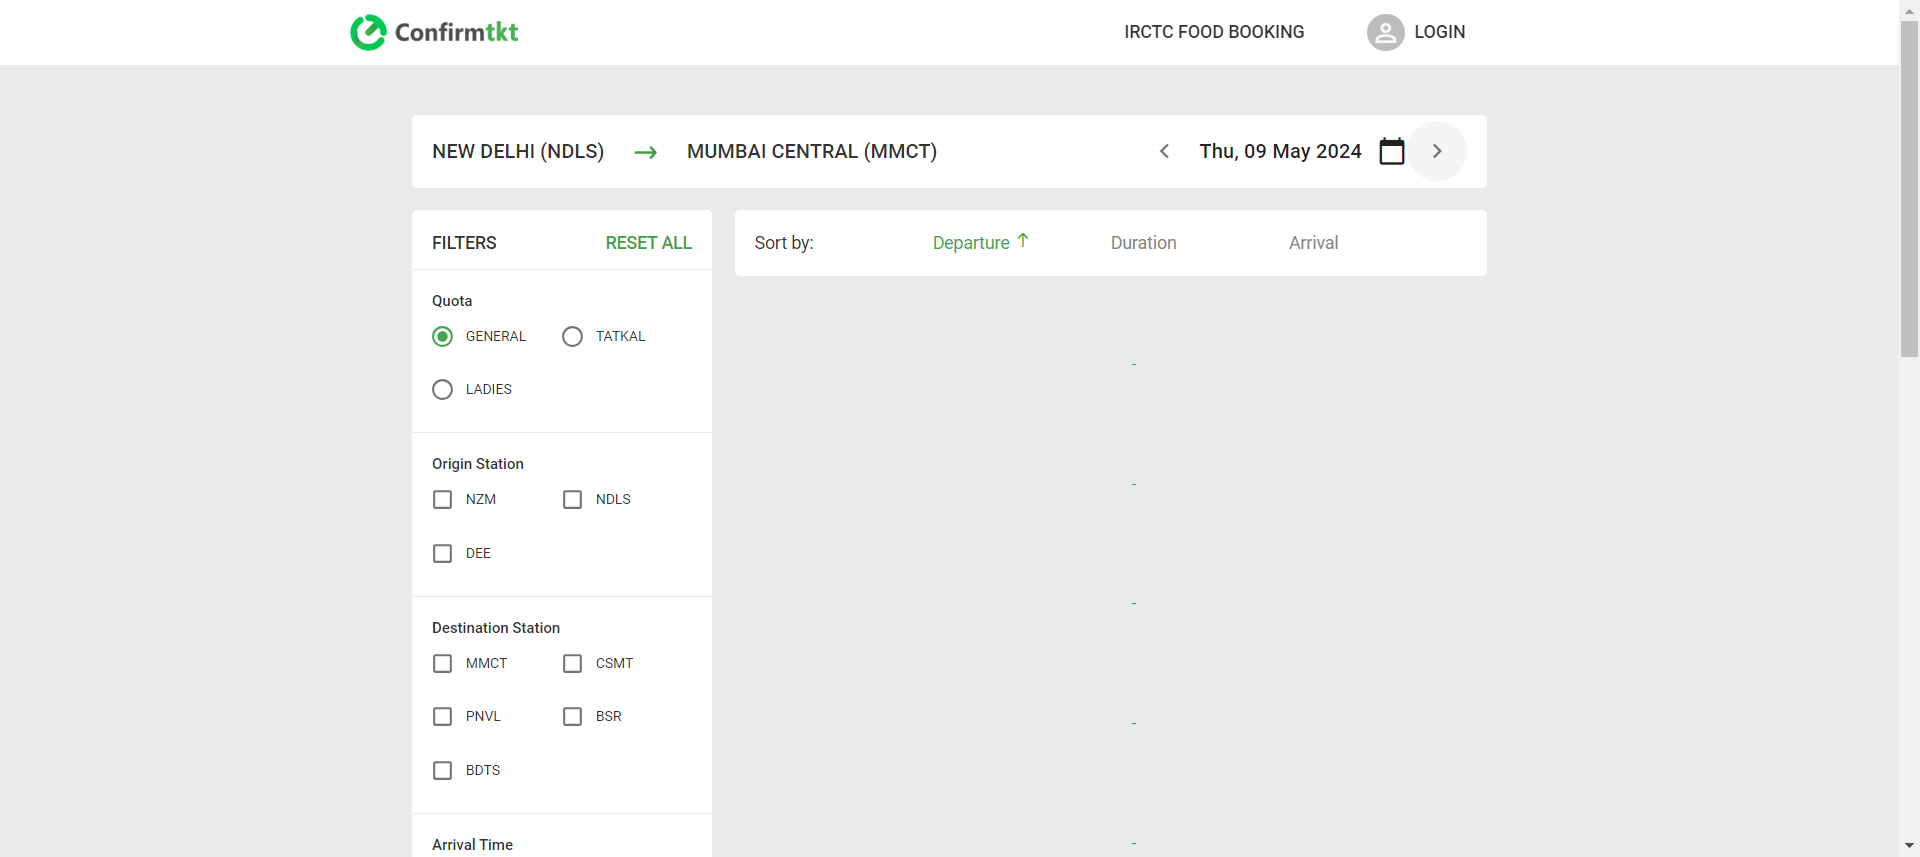 Confirmtkt
IRCTC FOOD BOOKING
LOGIN
NEW DELHI (NDLS)
MUMBAI CENTRAL (MMCT)
Thu, 09 May 2024
FILTERS
RESET ALL
Sort by:
Departure
Duration
Arrival
Quota
GENERAL
TATKAL
LADIES
Origin Station
NZM
NDLS
DEE
Destination Station
MMCT
CSMT
PNVL
BSR
BDTS
Arrival Time
-
-
-
-
-